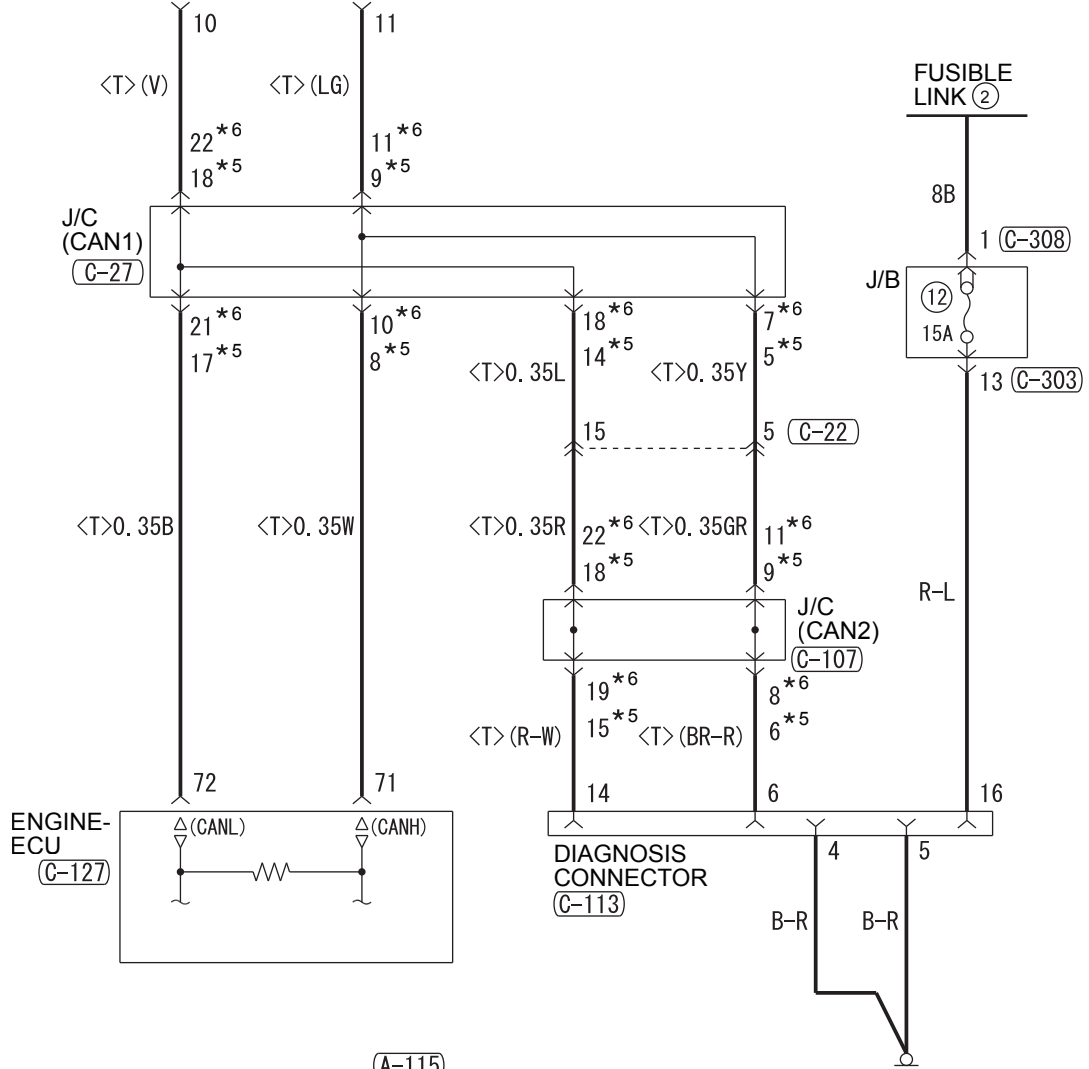 10
11
<T>(V)
<T>(LG)
FUSIBLE
LINK ②
22*6
18*5
11*6
9*5
8B
J/C
(CAN1)
C-27
1 C-308
J/B
12
15A
21*6
17*5
10*6
8*5
18*6
14*5
7*6
5*5
13 C-303
<T>0.35L
<T>0.35Y
15
5 C-22
<T>0.35B
<T>0.35W
<T>0.35R
<T>0.35GR
22*6
18*5
11*6
9*5
R-L
J/C
(CAN2)
C-107
19*6
15*5
8*6
6*5
<T>(R-W)
<T>(BR-R)
72
71
14
6
16
ENGINE-
ECU
C-127
(CANL)
(CANH)
DIAGNOSIS
CONNECTOR
C-113
4
5
B-R
B-R
A-115